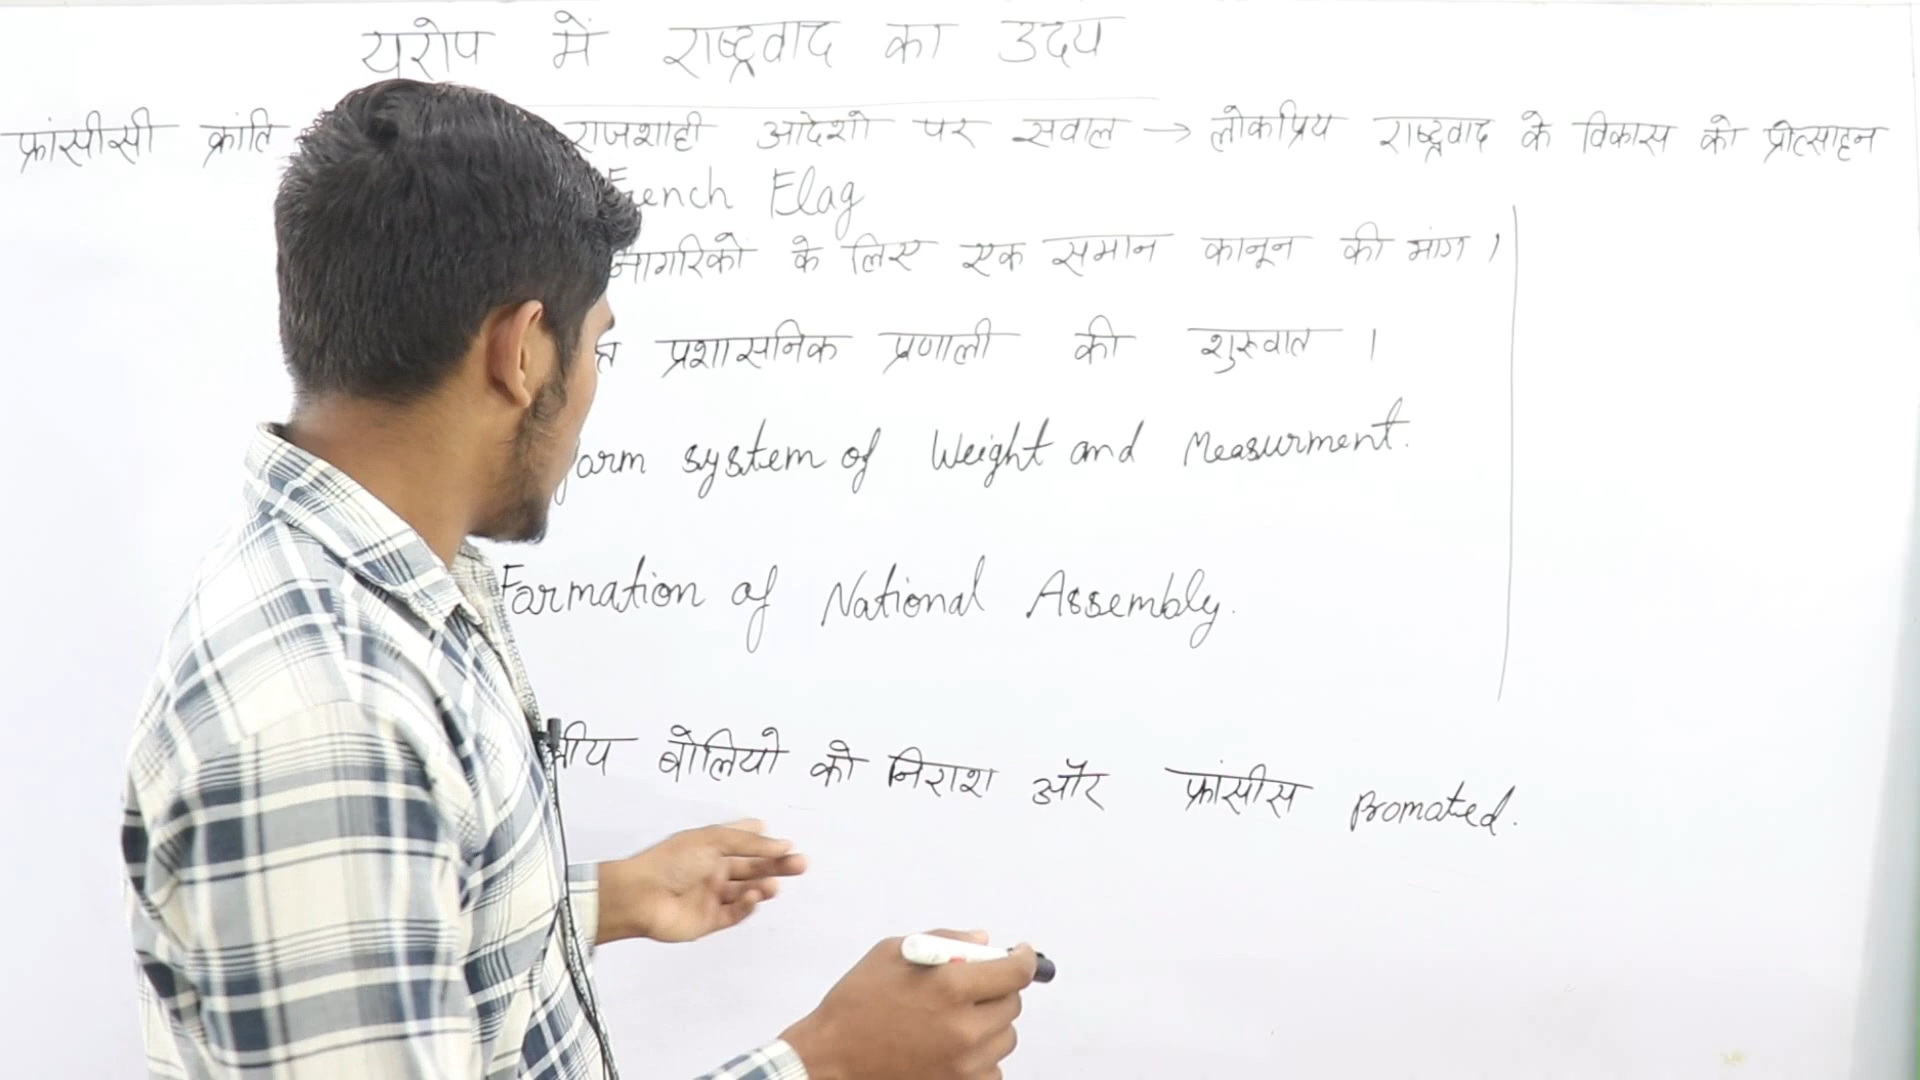 यूरोप में राष्ट्रवाद का उदय
फ्रांसीसी क्रांति राजशाही आदेशो पर सवाल → लोकप्रिय राष्ट्रवाद के विकास को प्रोत्साहन
French Flag
नागरिको के लिए एक समान कानून की मांग ।
प्रशासनिक प्रणाली की शुरुवात ।
form system of Weight and Measurment.
Formation of National Assembly.
बोलियो को निराश और फ्रांसीस Promoted.